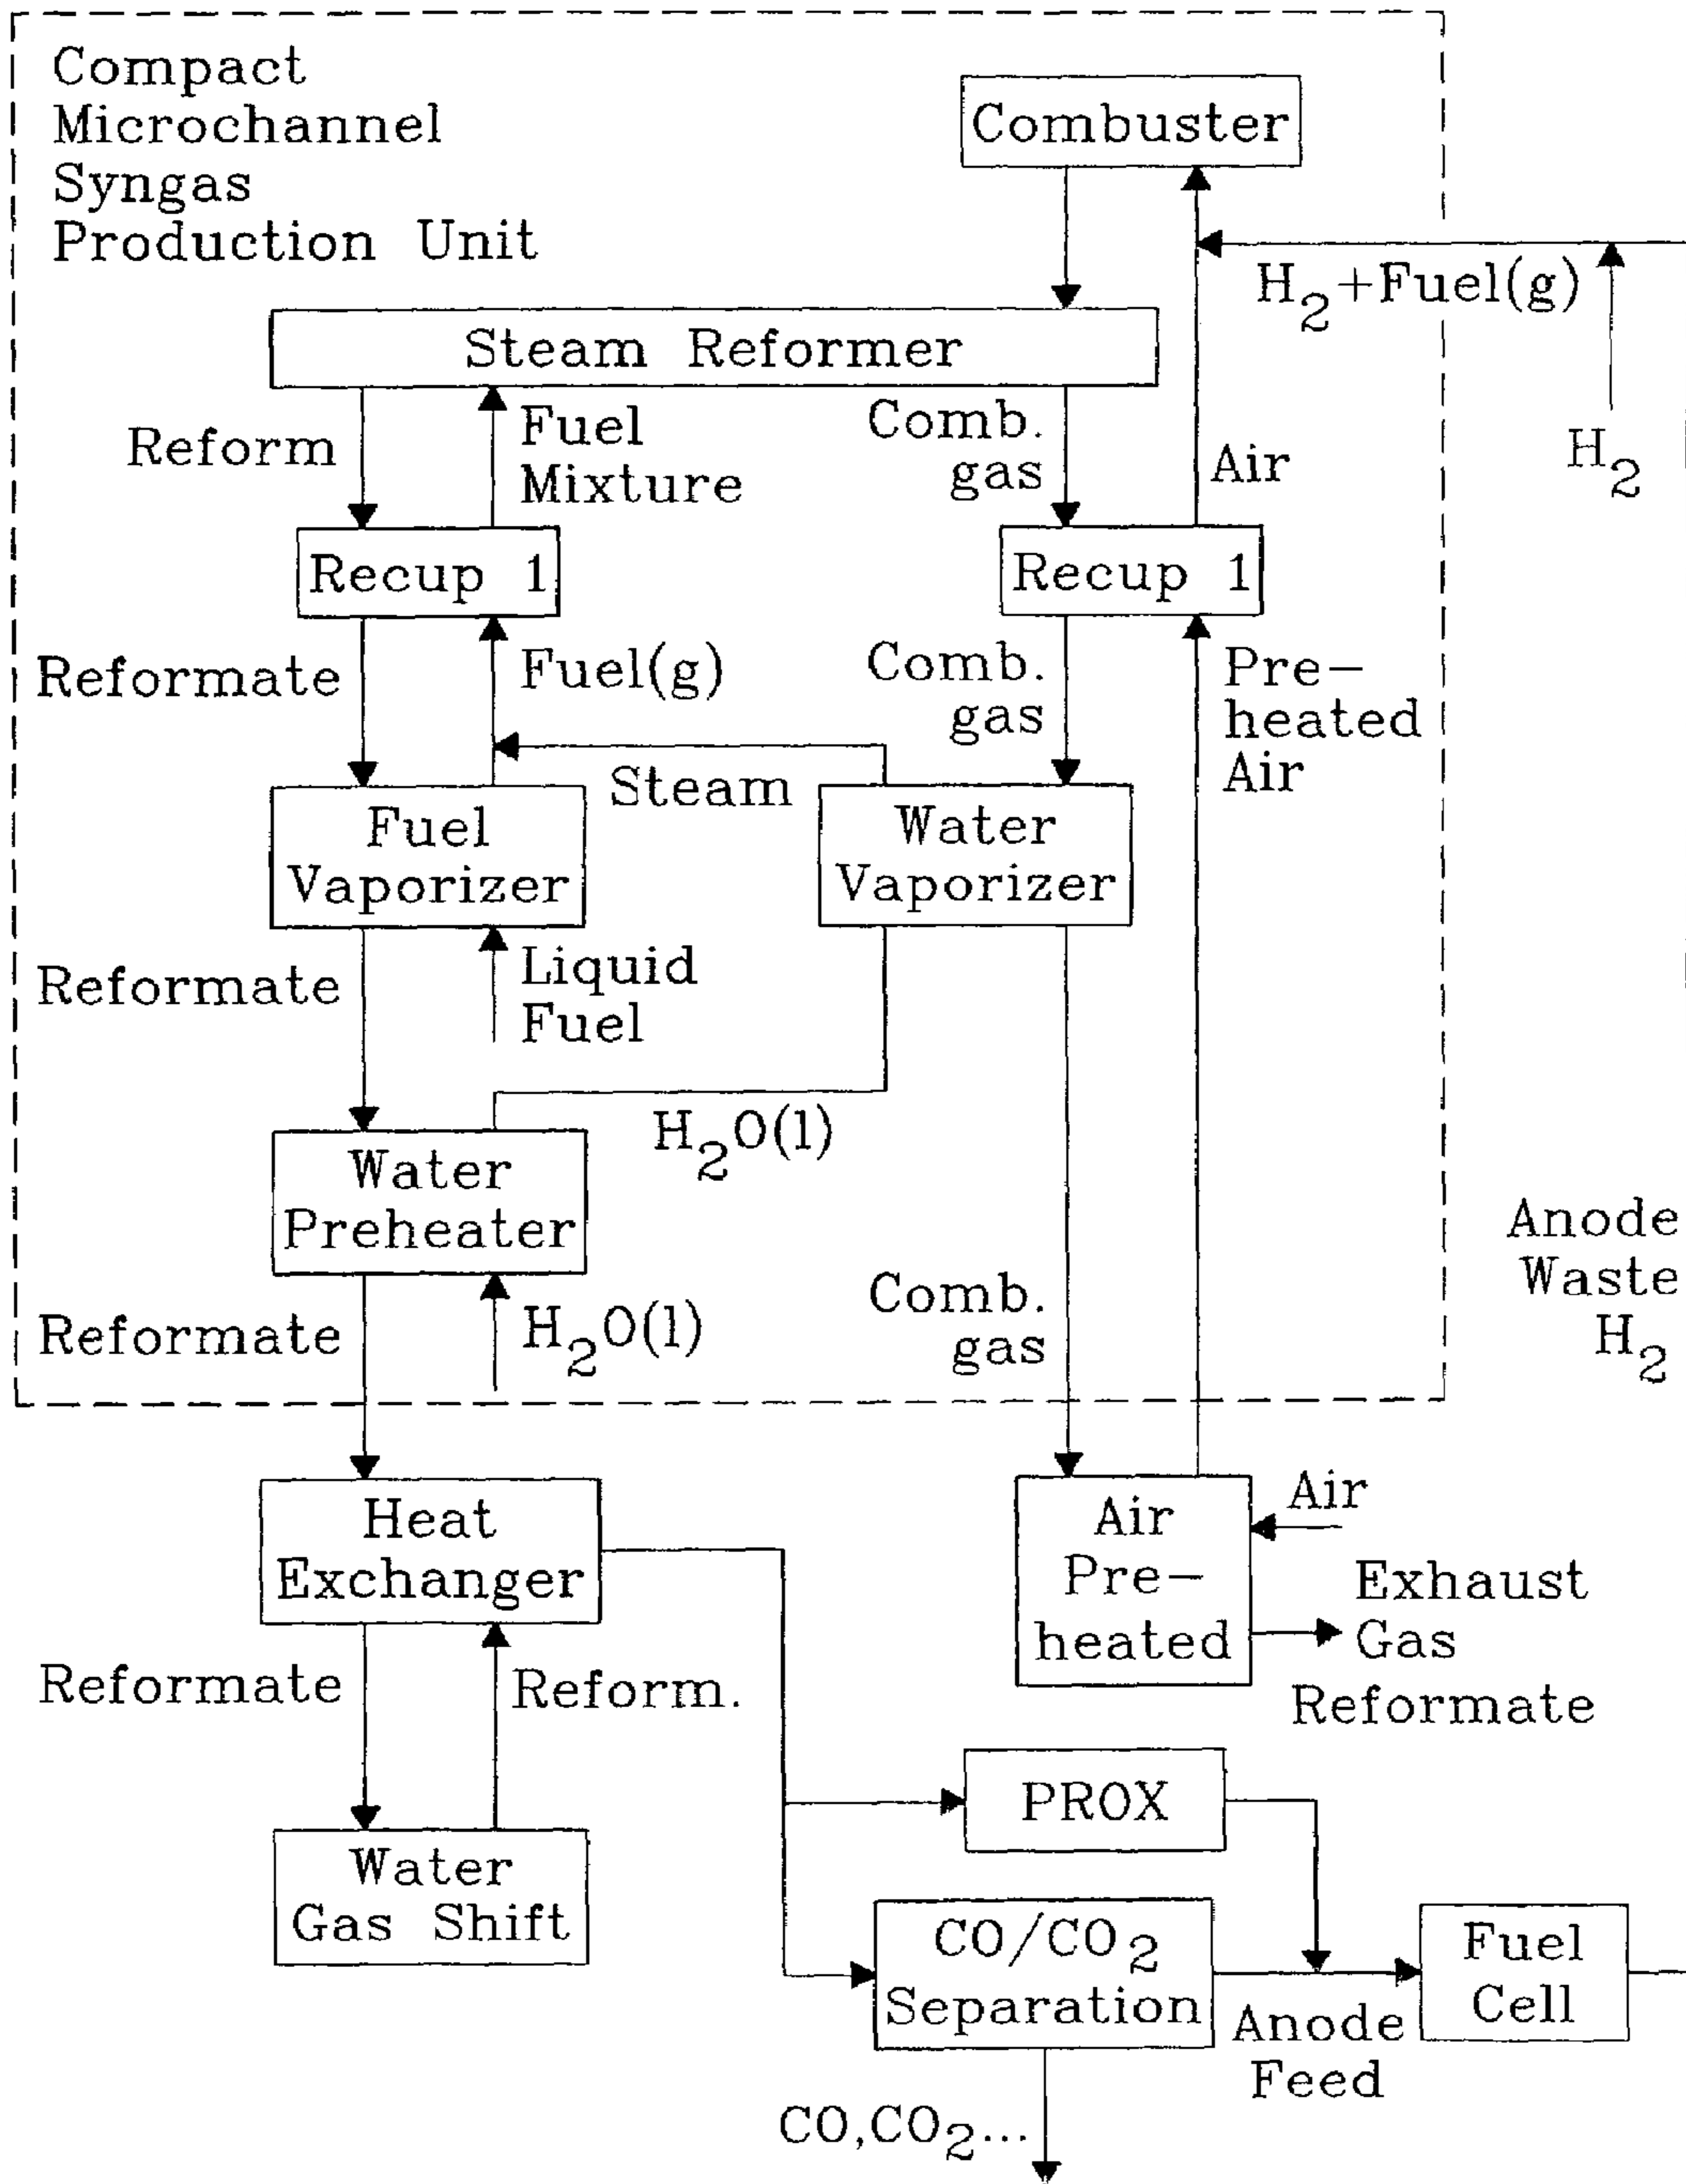 Compact
Microchannel
Syngas
Production Unit
Combuster
H2+Fuel(g)
H2
Steam Reformer
Reform
Fuel
Mixture
Comb.
gas
Air
Recup 1
Recup 1
Reformate
Fuel(g)
Comb.
gas
Pre-
heated
Air
Steam
Fuel
Vaporizer
Water
Vaporizer
Reformate
Liquid
Fuel
H2O(l)
Water
Preheater
Anode
Waste
H2
Reformate
H2O(l)
Comb.
gas
Heat
Exchanger
Air
Pre-
heated
Air
Exhaust
Gas
Reformate
Reformate
Reform.
PROX
Water
Gas Shift
CO/CO2
Separation
Anode
Feed
Fuel
Cell
CO,CO2...